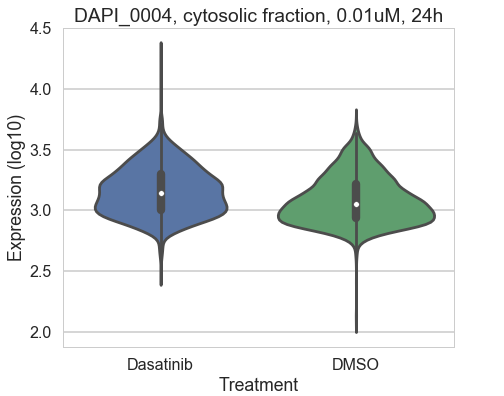 DAPI_0004, cytosolic fraction, 0.01uM, 24h
4.5
4.0
3.5
3.0
2.5
2.0
Expression (log10)
Dasatinib DMSO
Treatment